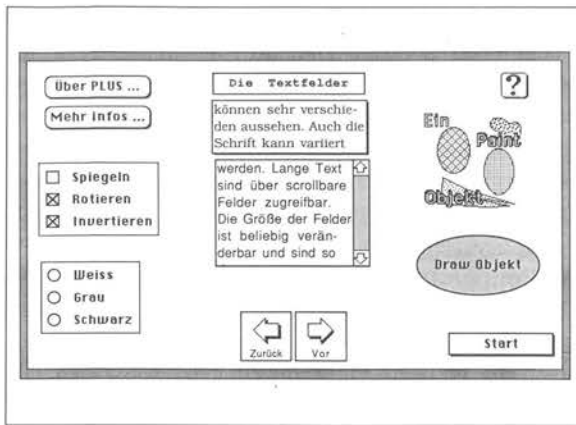 Über PLUS ...
Mehr Infos ...
Spiegeln
Rotieren
Invertieren
Weiss
Grau
Schwarz
Die Textfelder
können sehr verschie-
den aussehen. Auch die
Schrift kann variiert
werden. Lange Text
sind über scrollbare
Felder zugreifbar.
Die Größe der Felder
ist beliebig verän-
derbar und sind so
Zurück
Vor
?
Ein
Paint
Objekt
Draw Objekt
Start